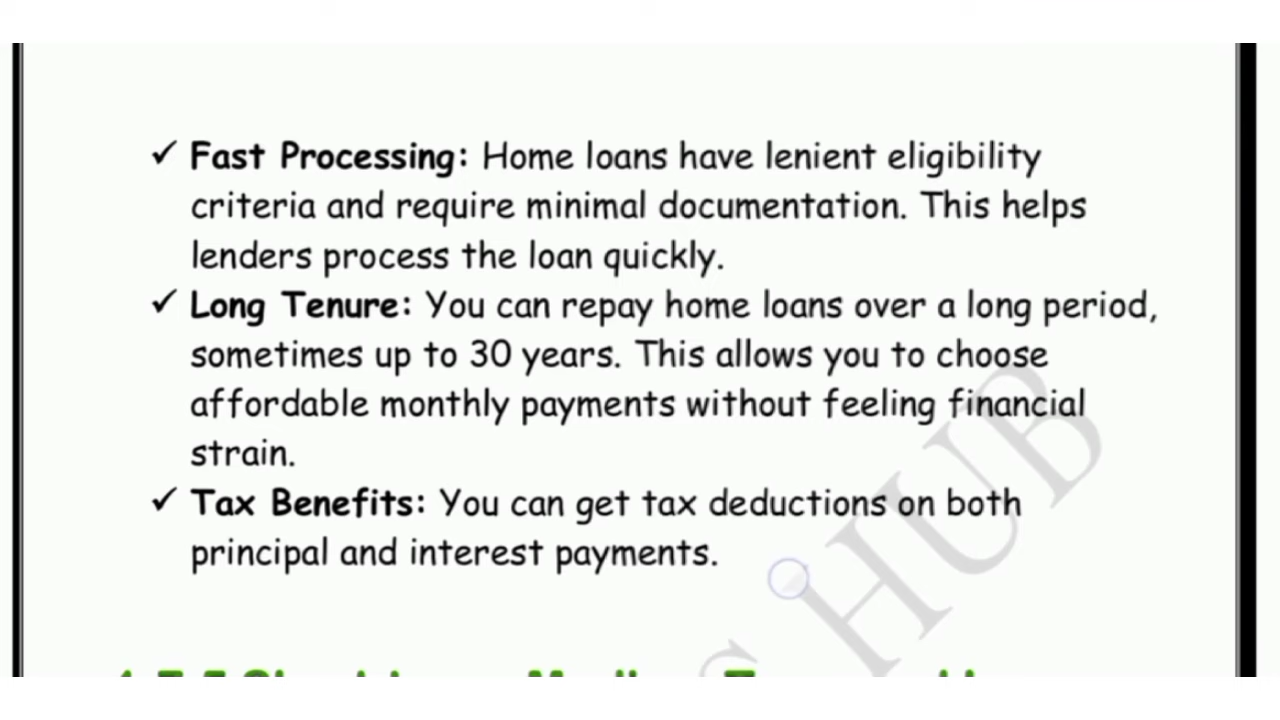 ✓ Fast Processing: Home loans have lenient eligibility
criteria and require minimal documentation. This helps
lenders process the loan quickly.
✓ Long Tenure: You can repay home loans over a long period,
sometimes up to 30 years. This allows you to choose
affordable monthly payments without feeling financial
strain.
✓ Tax Benefits: You can get tax deductions on both
principal and interest payments.
HUB